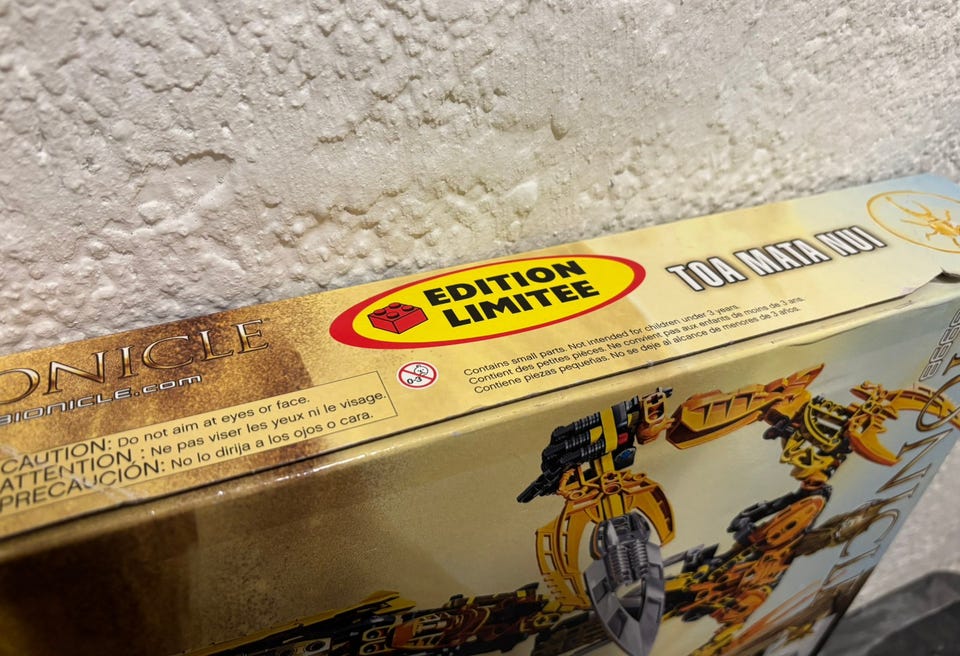 EDITION
LIMITEE
TOA MATA NUI
ONICLE
BIONICLE.com
CAUTION: Do not aim at eyes or face.
ATTENTION : Ne pas viser les yeux ni le visage.
PRECAUCIÓN: No lo dirija a los ojos o cara.
0-3
Contains small parts. Not intended for children under 3 years.
Contient des petites pièces. Ne convient pas aux enfants de moins de 3 ans.
Contiene piezas pequeñas. No se deje al alcance de menores de 3 años.